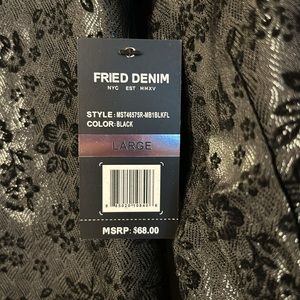 FRIED DENIM
NYC EST MMXV
STYLE: MST46575R-MB1BLKFL
COLOR: BLACK
LARGE
MSRP: $68.00